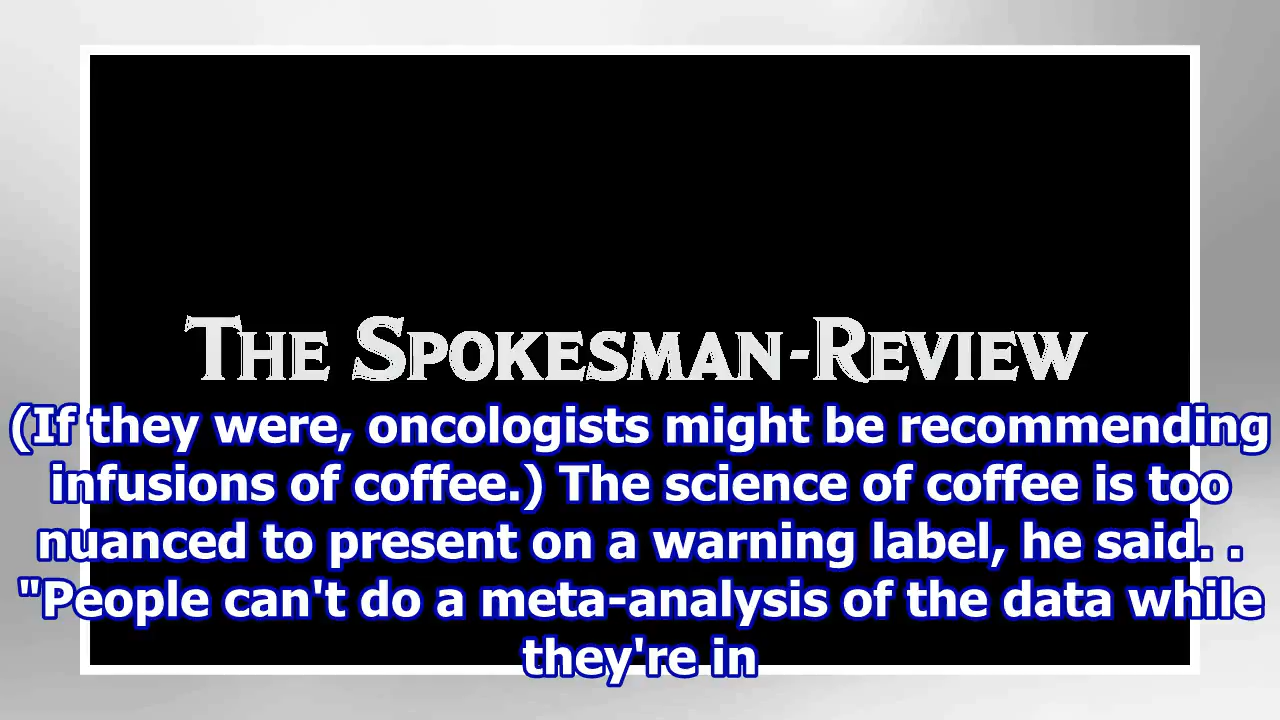 The Spokesman-Review
(If they were, oncologists might be recommending
infusions of coffee.) The science of coffee is too
nuanced to present on a warning label, he said. .
"People can't do a meta-analysis of the data while
they're in